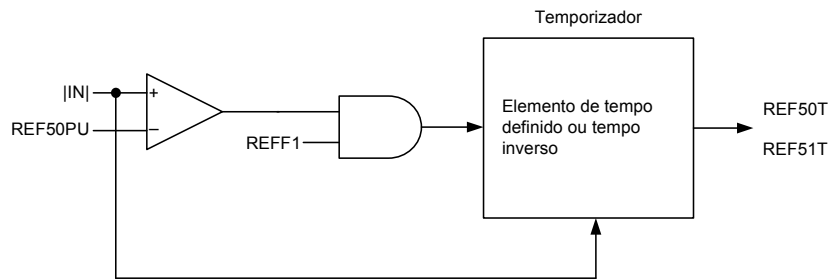 Temporizador
|IN|
+
REF50PU
–
REFF1
Elemento de tempo
definido ou tempo
inverso
REF50T
REF51T